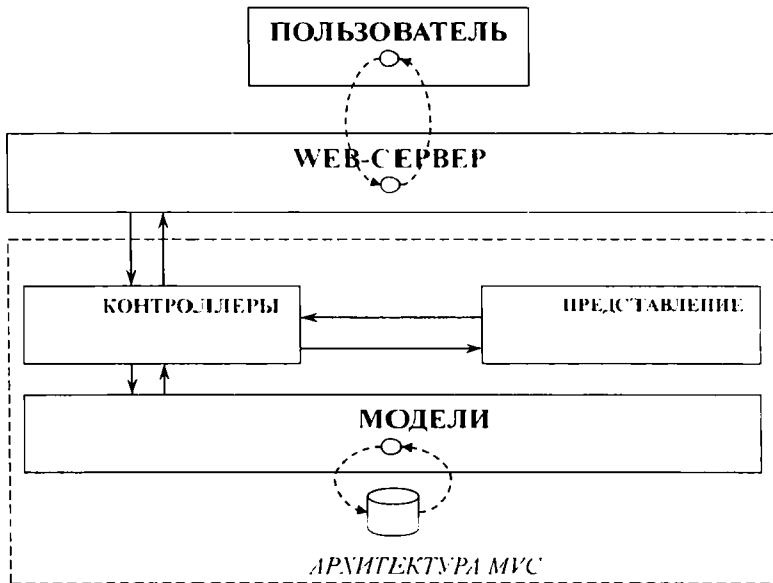 ПОЛЬЗОВАТЕЛЬ
WEB-СЕРВЕР
КОНТРОЛЛЕРЫ
ПРЕДСТАВЛЕНИЕ
МОДЕЛИ
АРХИТЕКТУРА MVC